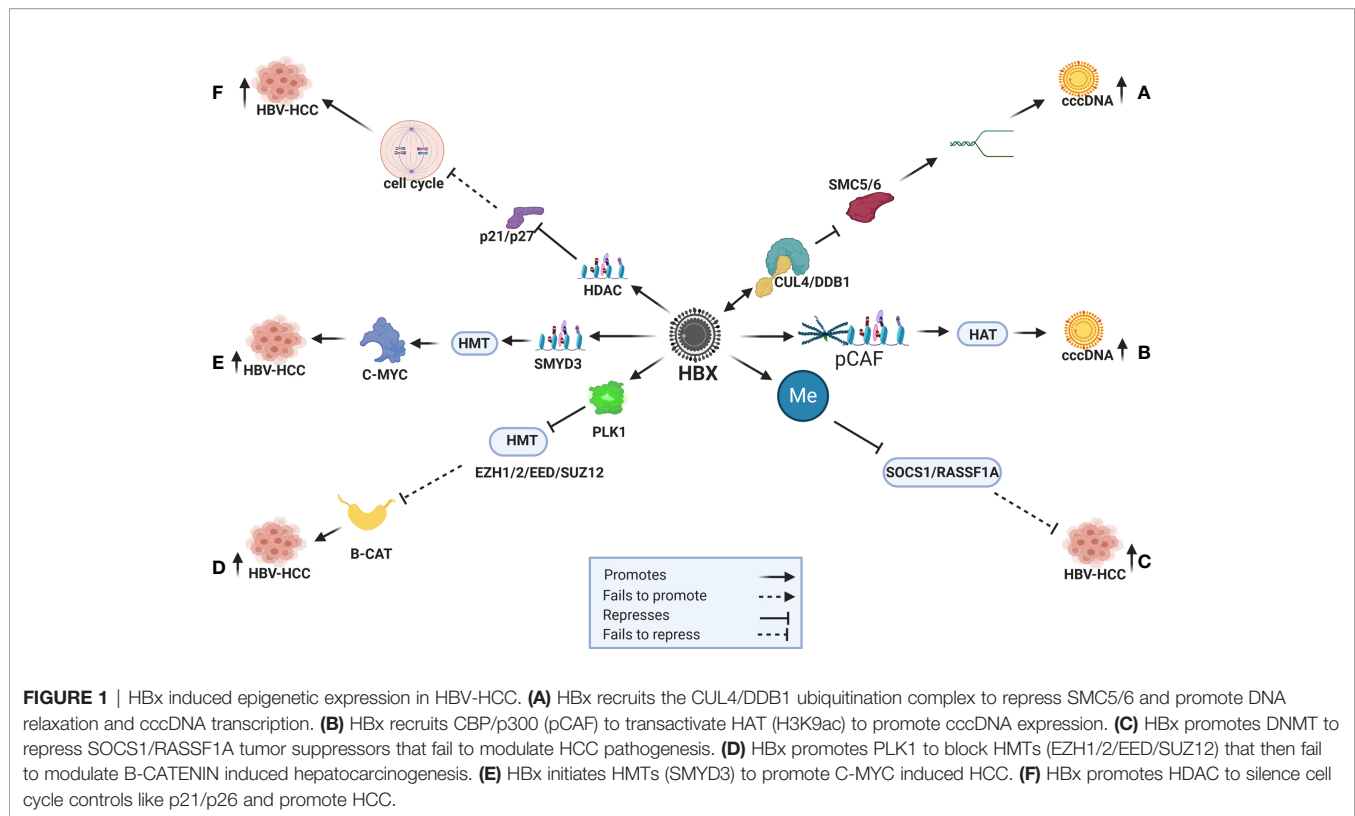 F
HBV-HCC
cell cycle
p21/p27
HDAC
cccDNA
A
SMC5/6
CUL4/DDB1
E
HBV-HCC
C-MYC
HMT
SMYD3
HBX
pCAF
HAT
cccDNA
B
PLK1
HMT
EZH1/2/EED/SUZ12
B-CAT
D
HBV-HCC
Me
SOCS1/RASSF1A
HBV-HCC
C
Promotes
Fails to promote
Represses
Fails to repress
FIGURE 1 | HBx induced epigenetic expression in HBV-HCC. (A) HBx recruits the CUL4/DDB1 ubiquitination complex to repress SMC5/6 and promote DNA
relaxation and cccDNA transcription. (B) HBx recruits CBP/p300 (pCAF) to transactivate HAT (H3K9ac) to promote cccDNA expression. (C) HBx promotes DNMT to
repress SOCS1/RASSF1A tumor suppressors that fail to modulate HCC pathogenesis. (D) HBx promotes PLK1 to block HMTs (EZH1/2/EED/SUZ12) that then fail
to modulate B-CATENIN induced hepatocarcinogenesis. (E) HBx initiates HMTs (SMYD3) to promote C-MYC induced HCC. (F) HBx promotes HDAC to silence cell
cycle controls like p21/p26 and promote HCC.